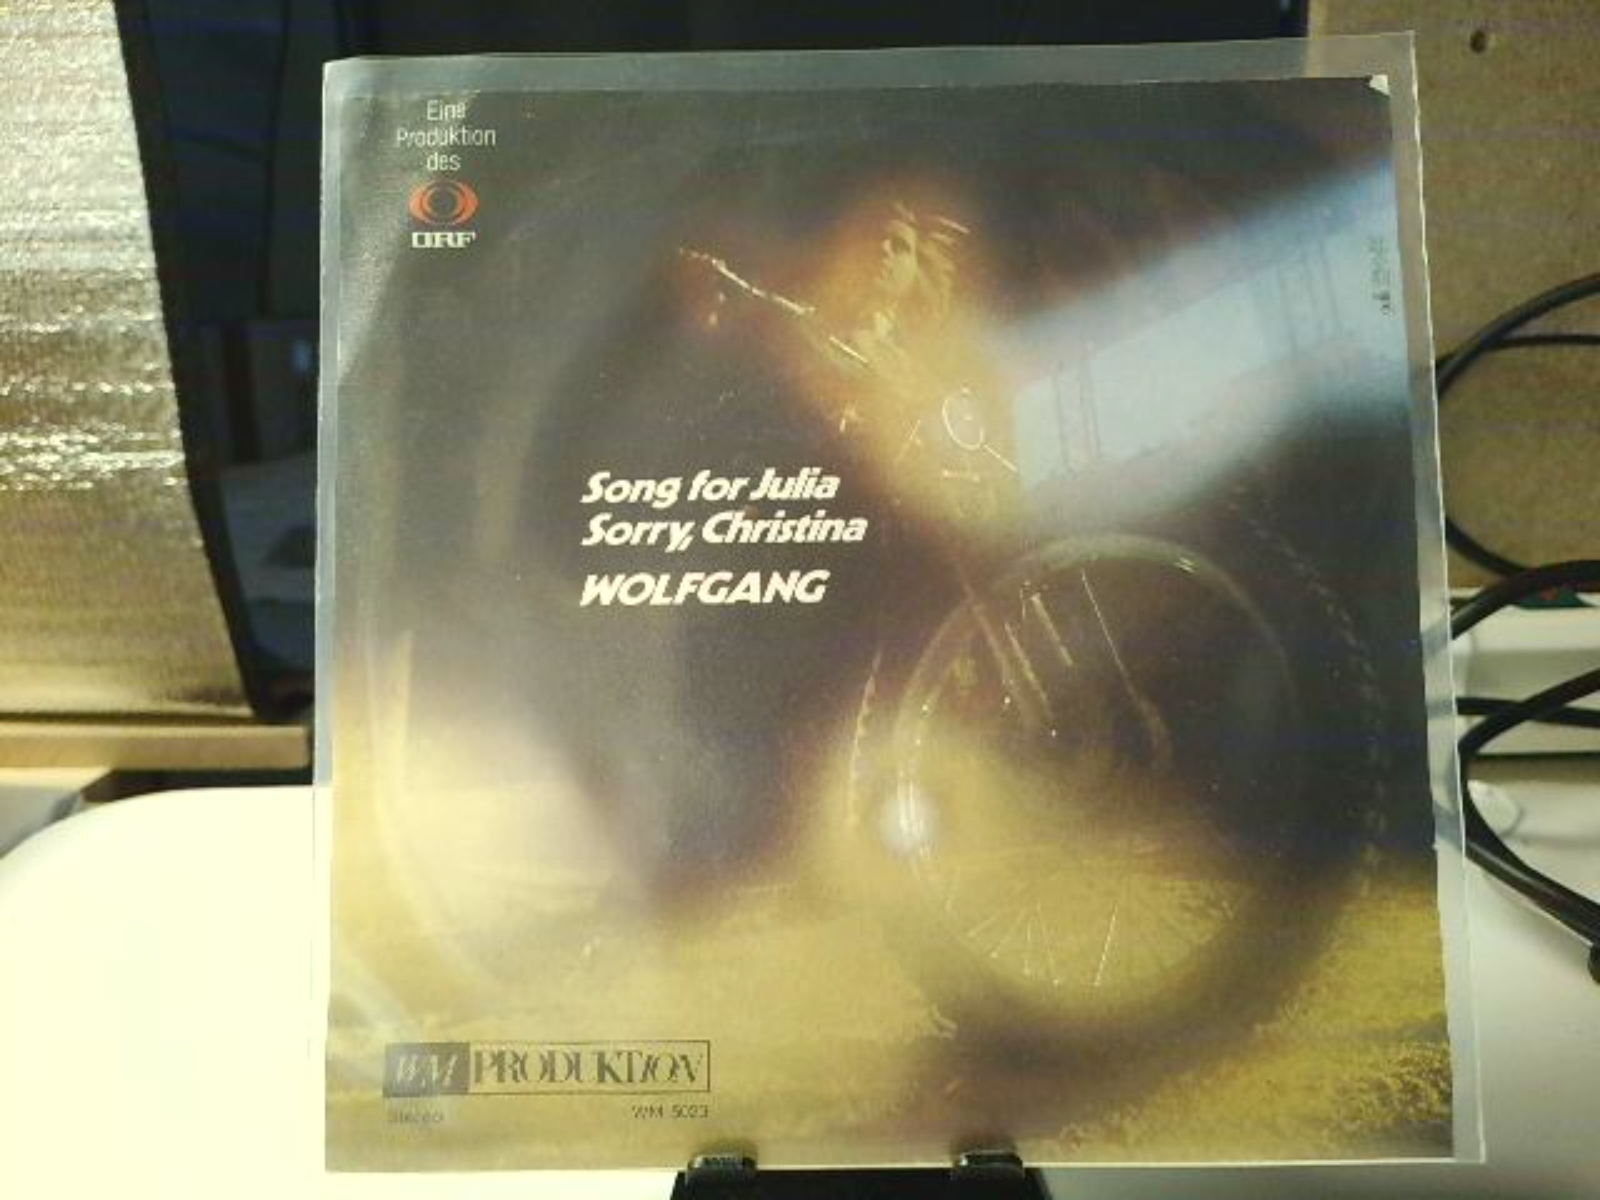 Eine
Produktion
des
ORF
Song for Julia
Sorry, Christina
WOLFGANG
WM PRODUKTION
Stereo
WM 5023